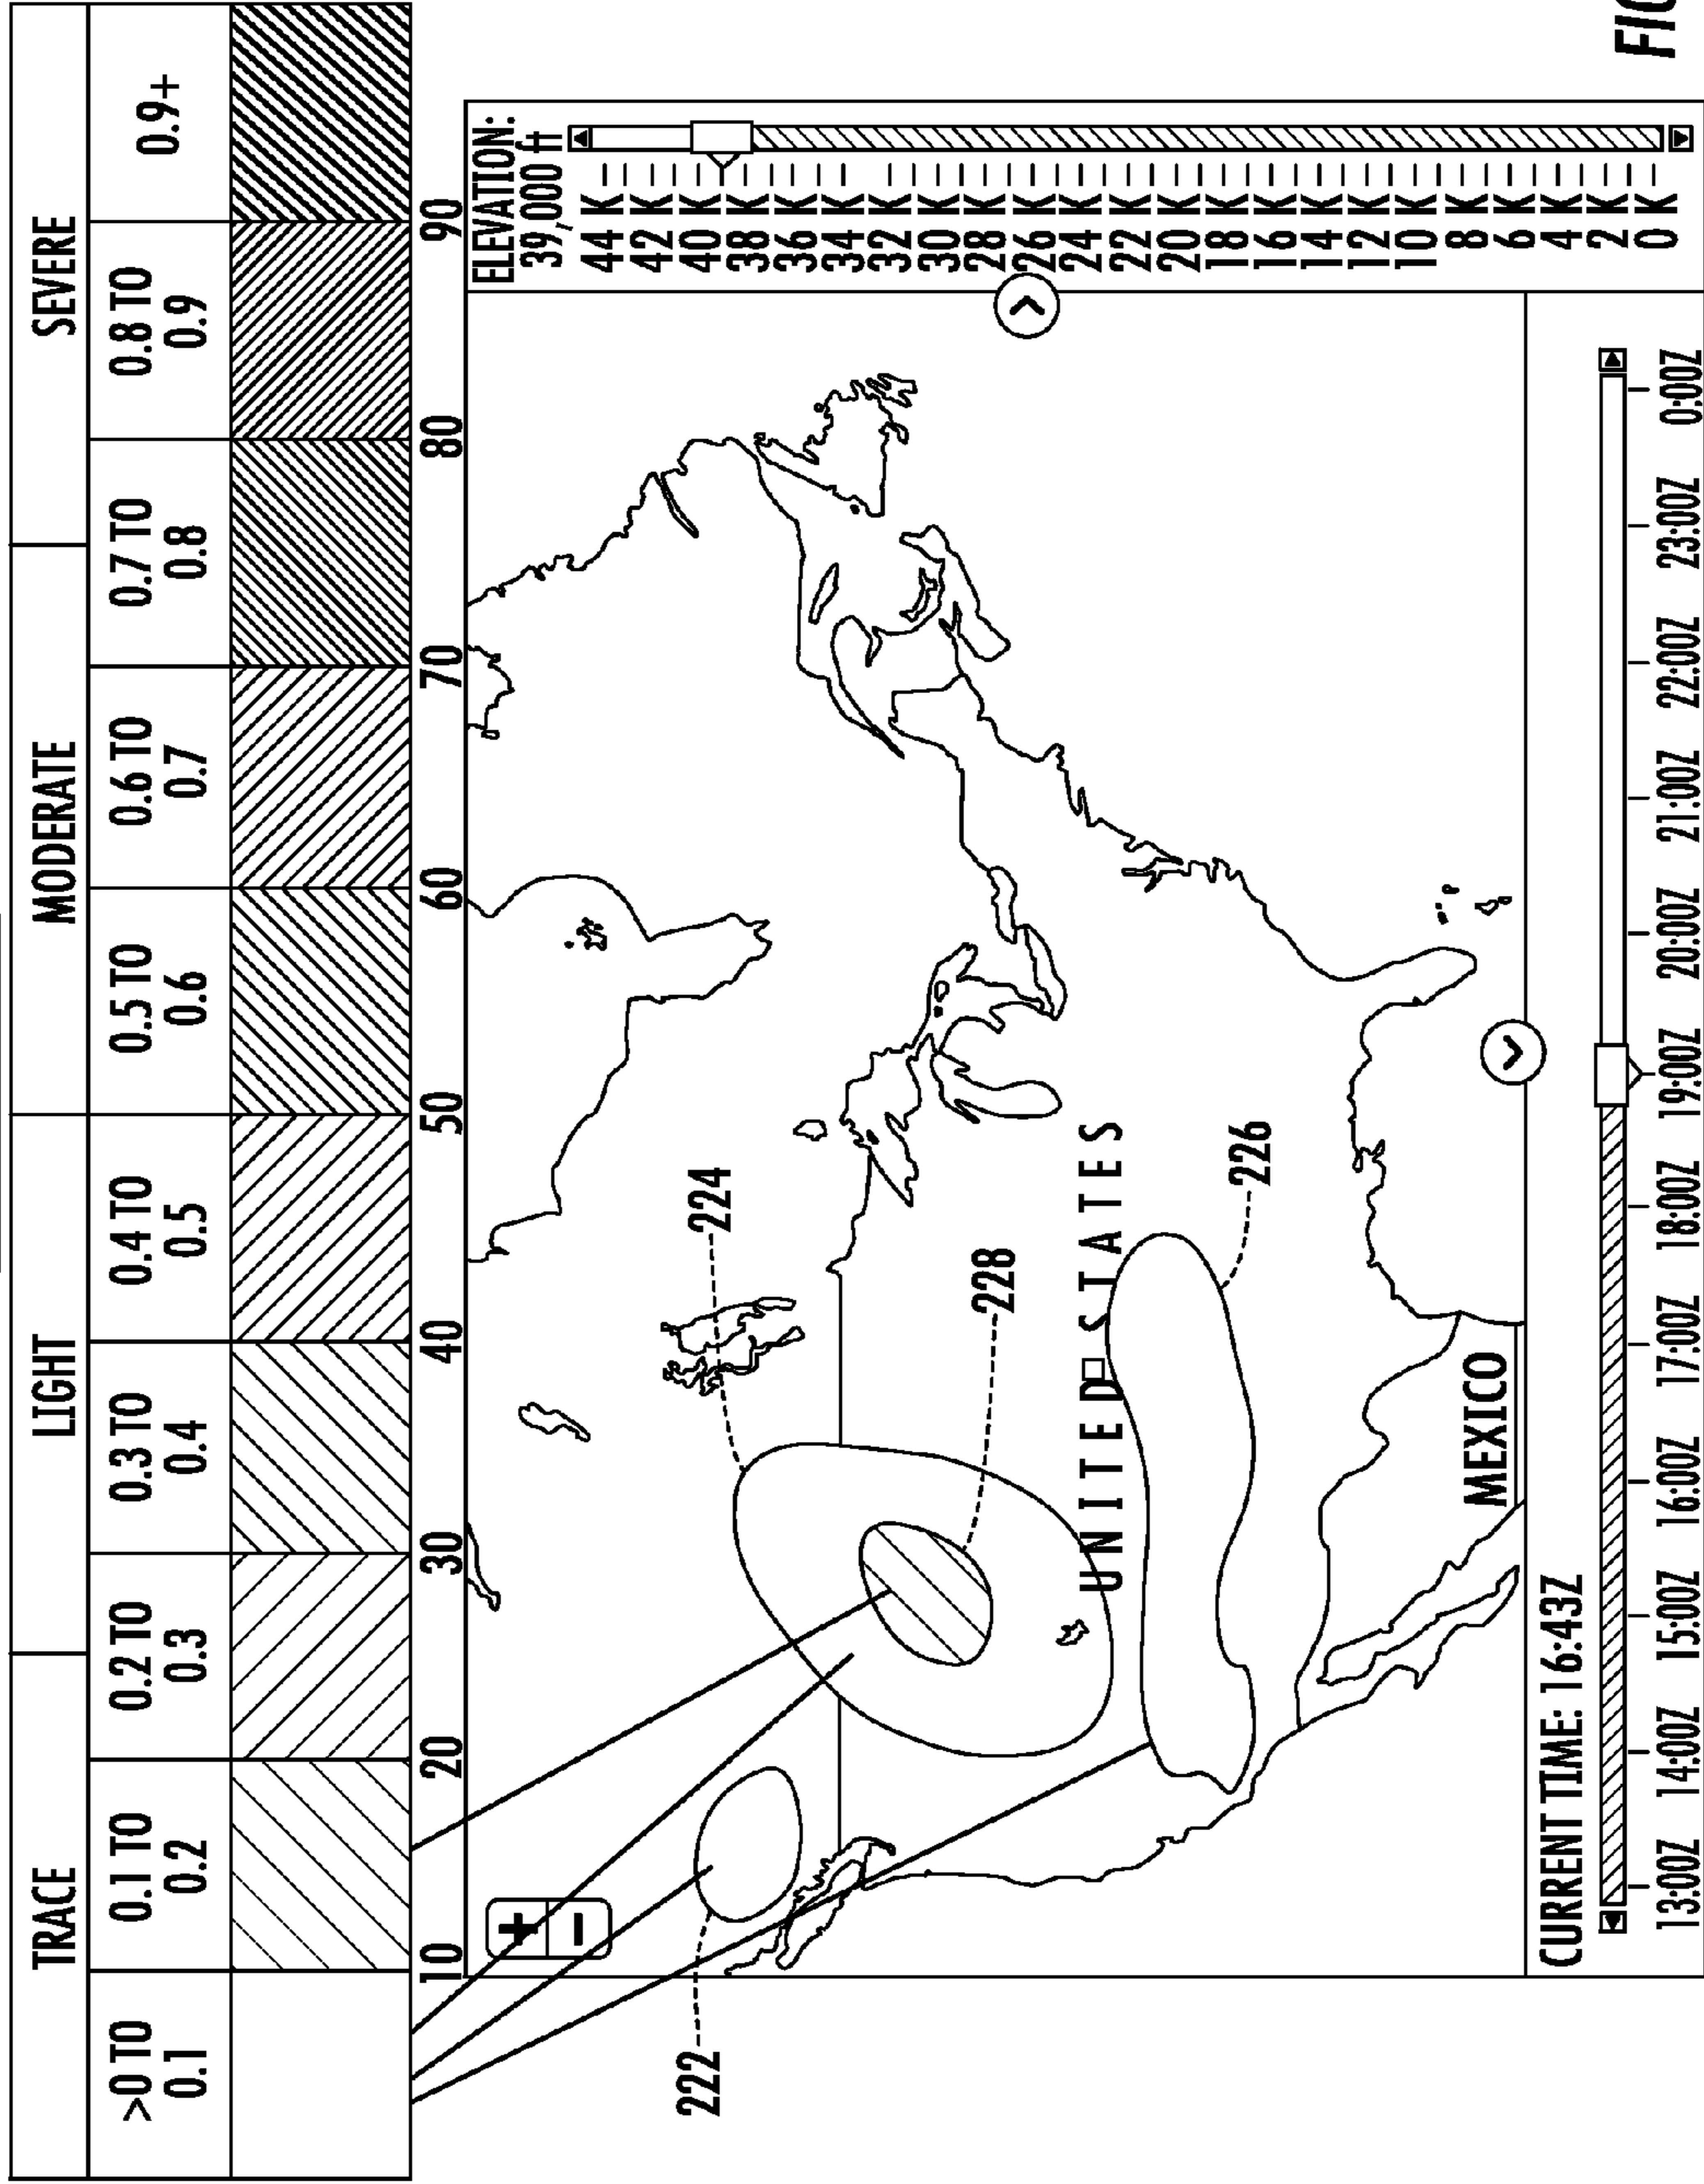 TRACE LIGHT MODERATE SEVERE
>0 TO 0.1 TO 0.2 TO 0.3 TO 0.4 TO 0.5 TO 0.6 TO 0.7 TO 0.8 TO 0.9+
0.1 0.2 0.3 0.4 0.5 0.6 0.7 0.8 0.9
10 20 30 40 50 60 70 80 90
+
−
ELEVATION:
39,000 ft
44 K
42 K
40 K
38 K
36 K
34 K
32 K
30 K
28 K
26 K
24 K
22 K
20 K
18 K
16 K
14 K
12 K
10 K
8 K
6 K
4 K
2 K
0 K
222
224
228
UNITED STATES
226
MEXICO
CURRENT TIME: 16:43Z
13:00Z 14:00Z 15:00Z 16:00Z 17:00Z 18:00Z 19:00Z 20:00Z 21:00Z 22:00Z 23:00Z 0:00Z